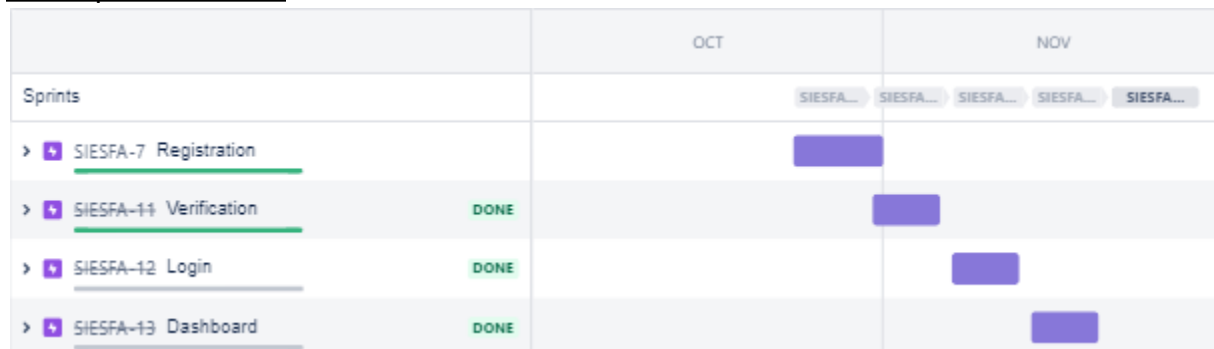 OCT NOV
Sprints SIESFA... SIESFA... SIESFA... SIESFA... SIESFA...
SIESFA-7 Registration
SIESFA-11 Verification DONE
SIESFA-12 Login DONE
SIESFA-13 Dashboard DONE